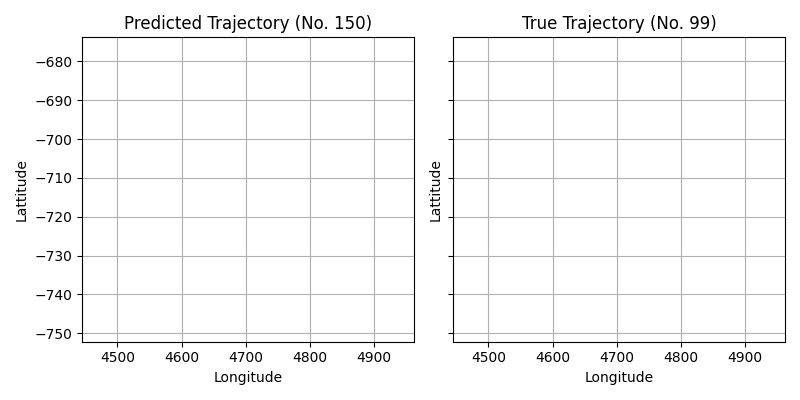 Predicted Trajectory (No. 150)
−680
−690
−700
−710
−720
−730
−740
−750
Lattitude
4500 4600 4700 4800 4900
Longitude
True Trajectory (No. 99)
Lattitude
4500 4600 4700 4800 4900
Longitude